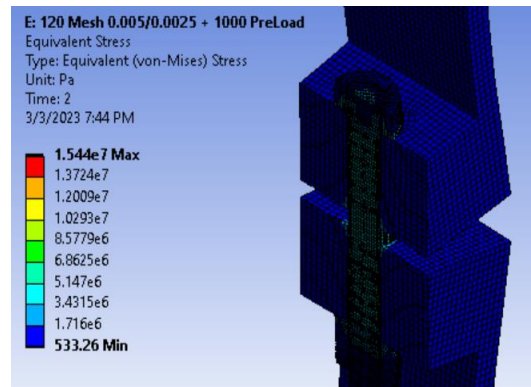 E: 120 Mesh 0.005/0.0025 + 1000 PreLoad
Equivalent Stress
Type: Equivalent (von-Mises) Stress
Unit: Pa
Time: 2
3/3/2023 7:44 PM
1.544e7 Max
1.3724e7
1.2009e7
1.0293e7
8.5779e6
6.8625e6
5.147e6
3.4315e6
1.716e6
533.26 Min